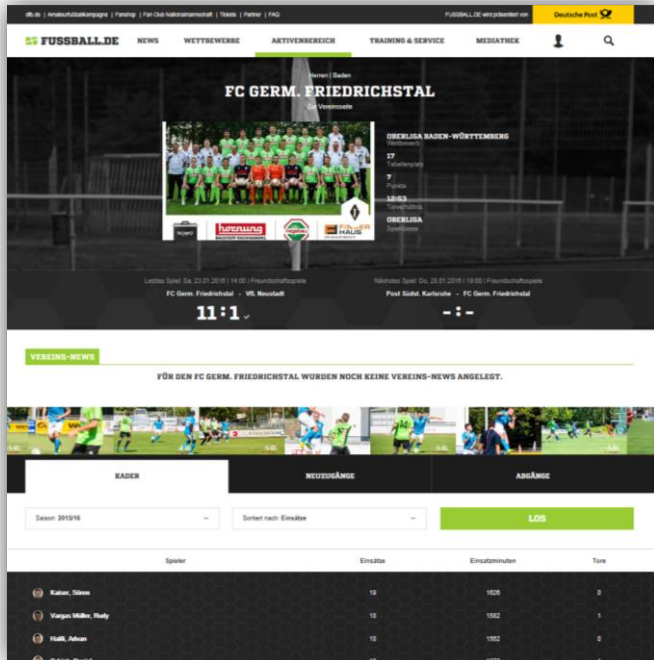 dfb.de | Amateurfußballkampagne | Fanshop | Fan Club Nationalmannschaft | Tickets | Partner | FAQ
FUSSBALL.DE wird präsentiert von
Deutsche Post
FUSSBALL.DE
NEWS
WETTBEWERBE
AKTIVENBEREICH
TRAINING & SERVICE
MEDIATHEK
Herren | Baden
FC GERM. FRIEDRICHSTAL
Zur Vereinsseite
OBERLIGA BADEN-WÜRTTEMBERG
Wettbewerb
17
Tabellenplatz
7
Punkte
12:53
Torverhältnis
OBERLIGA
Spielklasse
hornung
HAUS
Letztes Spiel: Sa, 23.01.2016 | 14:00 | Freundschaftsspiele
FC Germ. Friedrichstal - VfL Neustadt
11:1
Nächstes Spiel: Do, 28.01.2016 | 19:00 | Freundschaftsspiele
Post Südst. Karlsruhe - FC Germ. Friedrichstal
-:-
VEREINS-NEWS
FÜR DEN FC GERM. FRIEDRICHSTAL WURDEN NOCH KEINE VEREINS-NEWS ANGELEGT.
KADER
NEUZUGÄNGE
ABGÄNGE
Saison: 2015/16
Sortiert nach: Einsätze
LOS
Spieler
Einsätze
Einsatzminuten
Tore
Kaiser, Sören
19
1626
0
Vargas Müller, Rudy
18
1582
1
Halili, Advan
18
1562
0